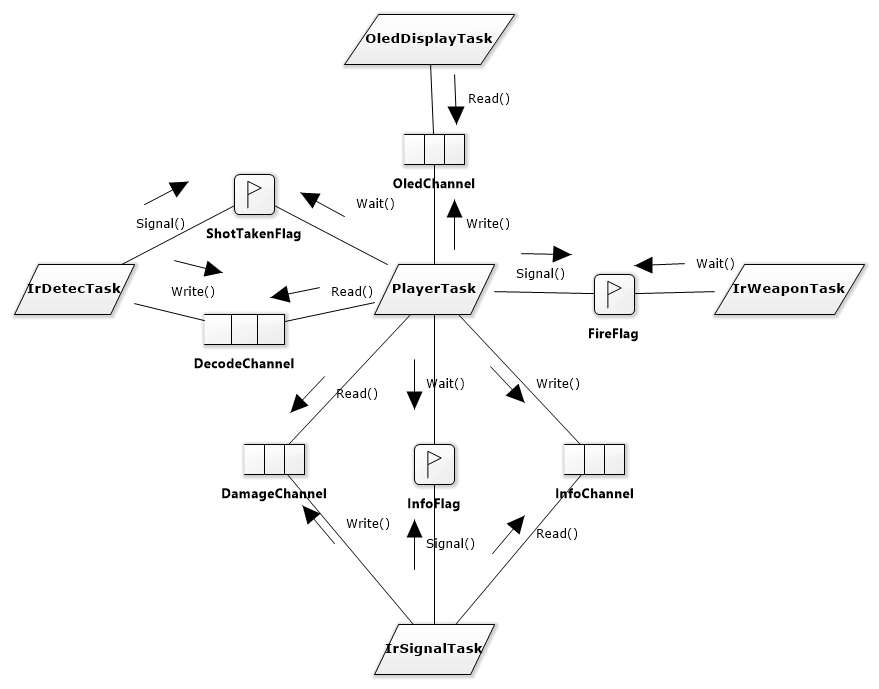 OledDisplayTask
Read()
OledChannel
Signal()
Wait()
Write()
ShotTakenFlag
Write()
Read()
Signal()
Wait()
IrDetecTask
PlayerTask
IrWeaponTask
FireFlag
DecodeChannel
Read()
Wait()
Write()
DamageChannel
InfoFlag
InfoChannel
Write()
Signal()
Read()
IrSignalTask